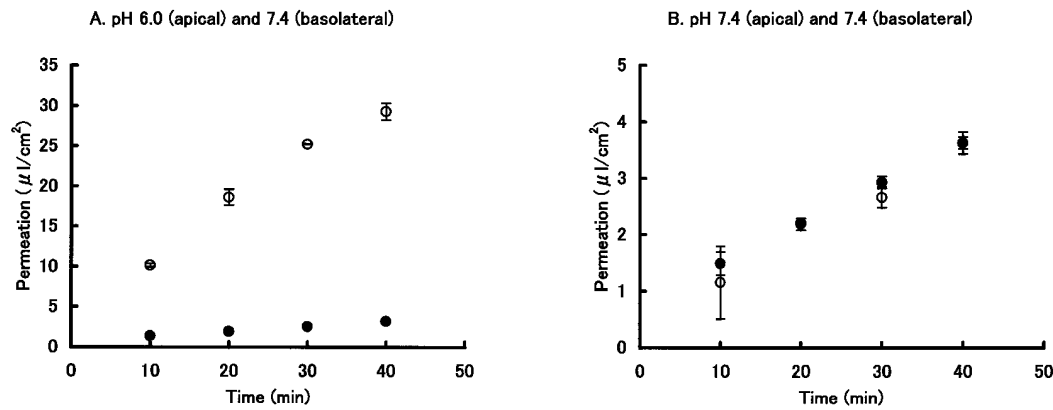 A. pH 6.0 (apical) and 7.4 (basolateral)
35
30
25
20
15
10
5
0
Permeation (μl/cm²)
0 10 20 30 40 50
Time (min)
B. pH 7.4 (apical) and 7.4 (basolateral)
5
4
3
2
1
0
Permeation (μl/cm²)
0 10 20 30 40 50
Time (min)